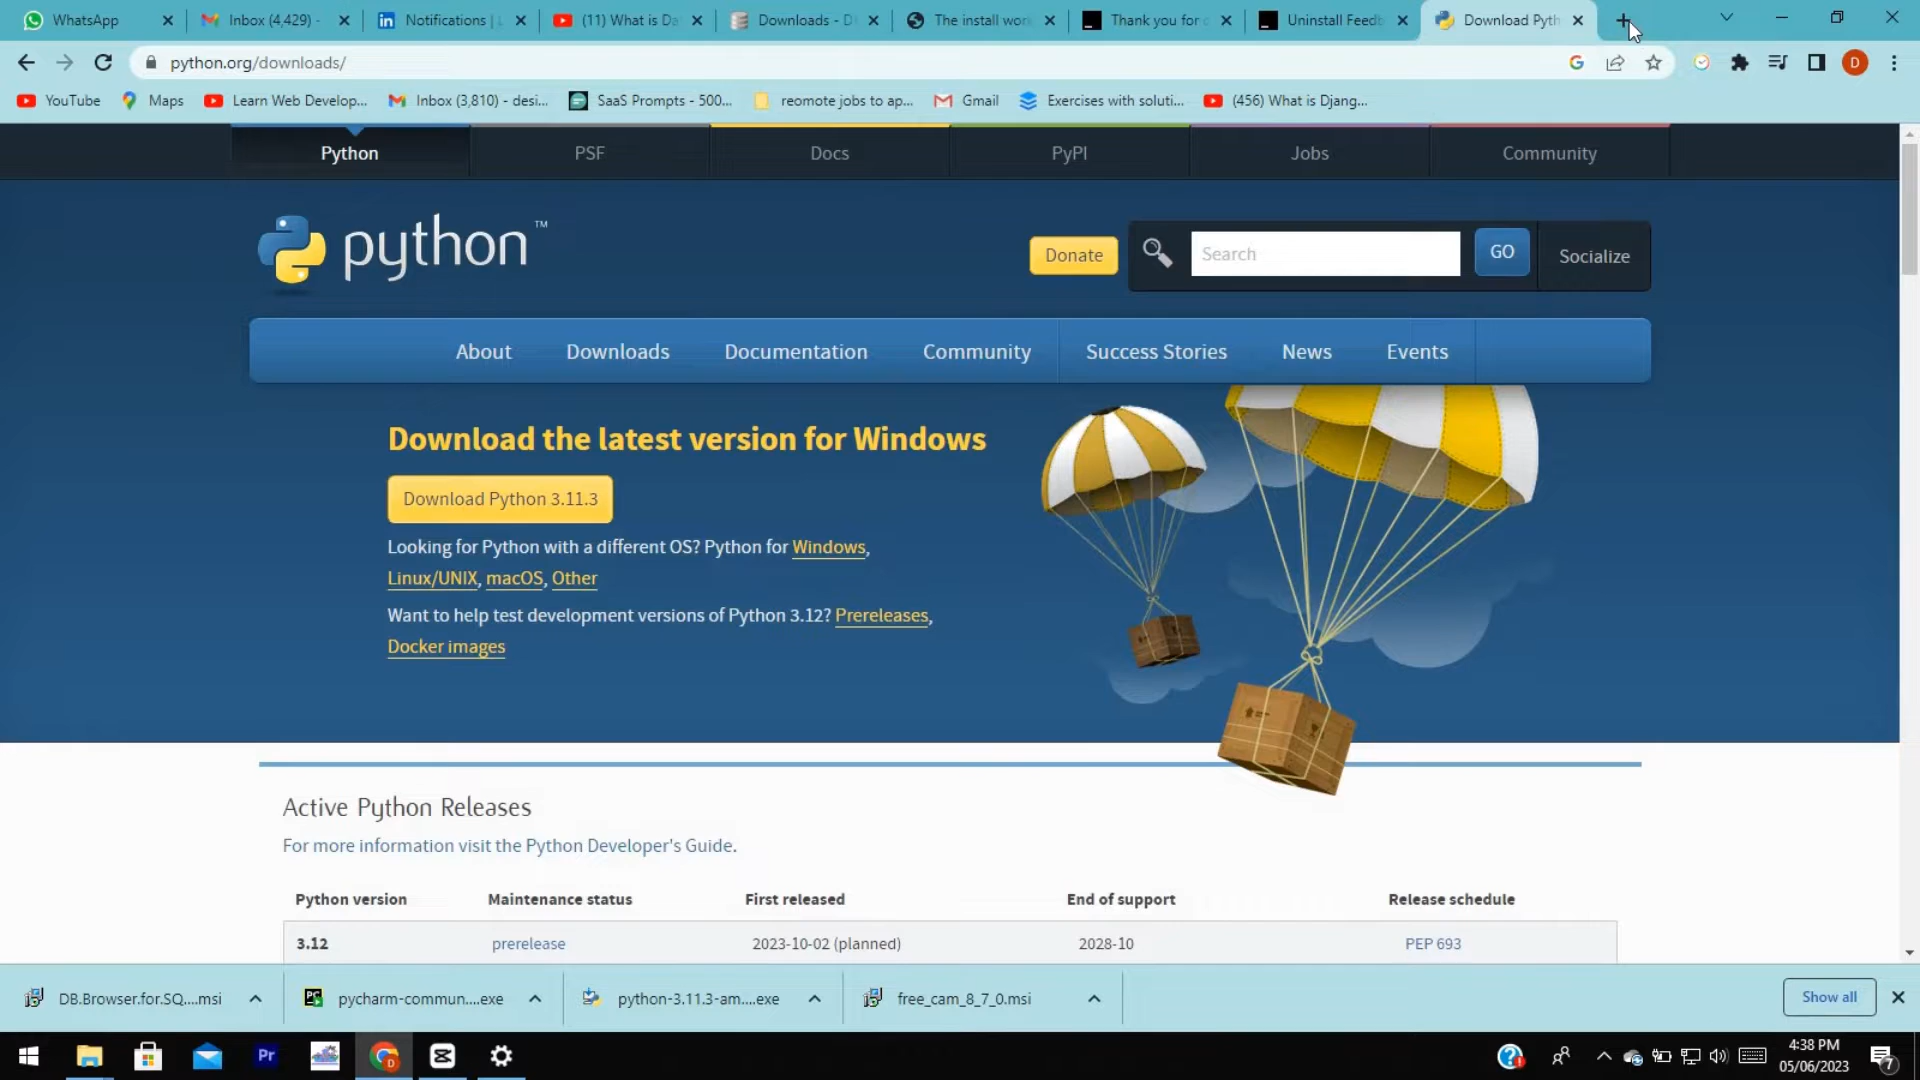 WhatsApp
Inbox (4,429) -
Notifications | L
(11) What is Da
Downloads - D
The install wor
Thank you for d
Uninstall Feedb
Download Pyth
python.org/downloads/
D
YouTube
Maps
Learn Web Develop...
Inbox (3,810) - desi...
SaaS Prompts - 500...
reomote jobs to ap...
Gmail
Exercises with soluti...
(456) What is Djang...
Python
PSF
Docs
PyPI
Jobs
Community
python™
Donate
Search
GO
Socialize
About
Downloads
Documentation
Community
Success Stories
News
Events
Download the latest version for Windows
Download Python 3.11.3
Looking for Python with a different OS? Python for Windows,
Linux/UNIX, macOS, Other
Want to help test development versions of Python 3.12? Prereleases,
Docker images
Active Python Releases
For more information visit the Python Developer's Guide.
Python version Maintenance status First released End of support Release schedule
3.12 prerelease 2023-10-02 (planned) 2028-10 PEP 693
DB.Browser.for.SQ....msi
pycharm-commun....exe
python-3.11.3-am....exe
free_cam_8_7_0.msi
Show all
Pr
4:38 PM
05/06/2023
7